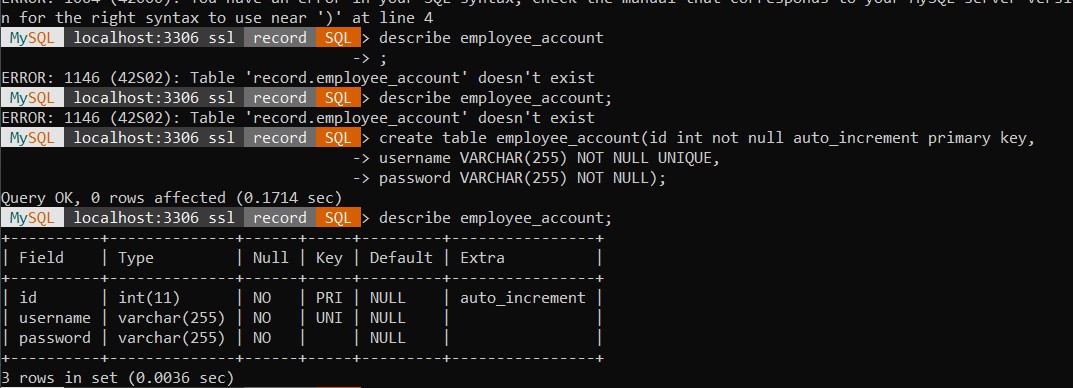 ERROR: 1064 (42000): You have an error in your SQL syntax; check the manual that corresponds to your MySQL server versi
n for the right syntax to use near ')' at line 4
MySQL localhost:3306 ssl record SQL > describe employee_account
-> ;
ERROR: 1146 (42S02): Table 'record.employee_account' doesn't exist
MySQL localhost:3306 ssl record SQL > describe employee_account;
ERROR: 1146 (42S02): Table 'record.employee_account' doesn't exist
MySQL localhost:3306 ssl record SQL > create table employee_account(id int not null auto_increment primary key,
-> username VARCHAR(255) NOT NULL UNIQUE,
-> password VARCHAR(255) NOT NULL);
Query OK, 0 rows affected (0.1714 sec)
MySQL localhost:3306 ssl record SQL > describe employee_account;
+----------+--------------+------+-----+---------+----------------+
| Field | Type | Null | Key | Default | Extra |
+----------+--------------+------+-----+---------+----------------+
| id | int(11) | NO | PRI | NULL | auto_increment |
| username | varchar(255) | NO | UNI | NULL | |
| password | varchar(255) | NO | | NULL | |
+----------+--------------+------+-----+---------+----------------+
3 rows in set (0.0036 sec)